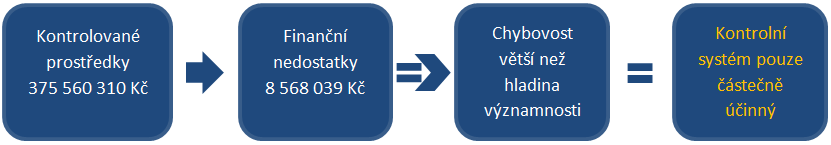 Kontrolované
prostředky
375 560 310 Kč
Finanční
nedostatky
8 568 039 Kč
Chybovost
větší než
hladina
významnosti
Kontrolní
systém pouze
částečně
účinný